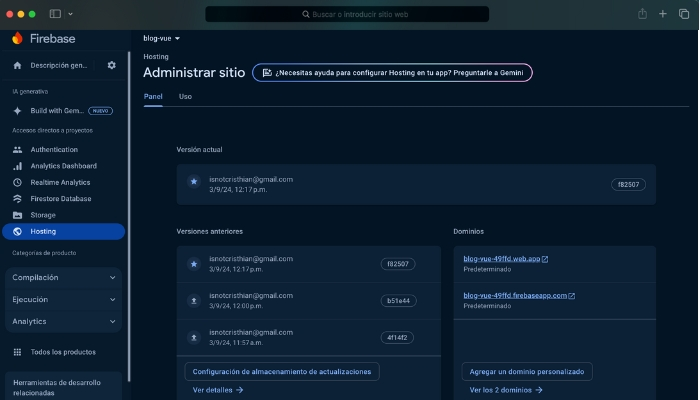 Buscar o introducir sitio web
Firebase
blog-vue
Descripción gen...
Hosting
Administrar sitio
¿Necesitas ayuda para configurar Hosting en tu app? Preguntarle a Gemini
IA generativa
Build with Gem...
NUEVO
Panel
Uso
Accesos directos a proyectos
Authentication
Analytics Dashboard
Realtime Analytics
Firestore Database
Storage
Hosting
Categorías de producto
Compilación
Ejecución
Analytics
Todos los productos
Herramientas de desarrollo
relacionadas
Versión actual
isnotcristhian@gmail.com
3/9/24, 12:17 p.m.
f82507
Versiones anteriores
isnotcristhian@gmail.com
3/9/24, 12:17 p.m.
f82507
isnotcristhian@gmail.com
3/9/24, 12:00 p.m.
b51e44
isnotcristhian@gmail.com
3/9/24, 11:57 a.m.
4f14f2
Configuración de almacenamiento de actualizaciones
Ver detalles
Dominios
blog-vue-49ffd.web.app
Predeterminado
blog-vue-49ffd.firebaseapp.com
Predeterminado
Agregar un dominio personalizado
Ver los 2 dominios